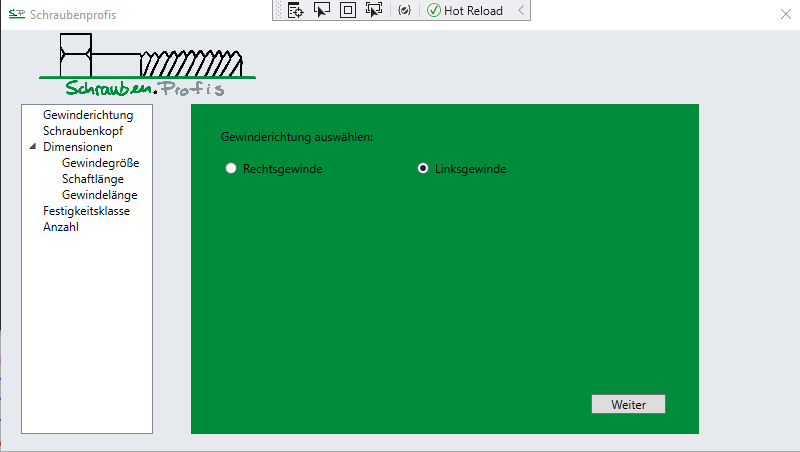 Schraubenprofis
Hot Reload
Schrauben.Profis
Gewinderichtung
Schraubenkopf
Dimensionen
Gewindegröße
Schaftlänge
Gewindelänge
Festigkeitsklasse
Anzahl
Gewinderichtung auswählen:
Rechtsgewinde
Linksgewinde
Weiter